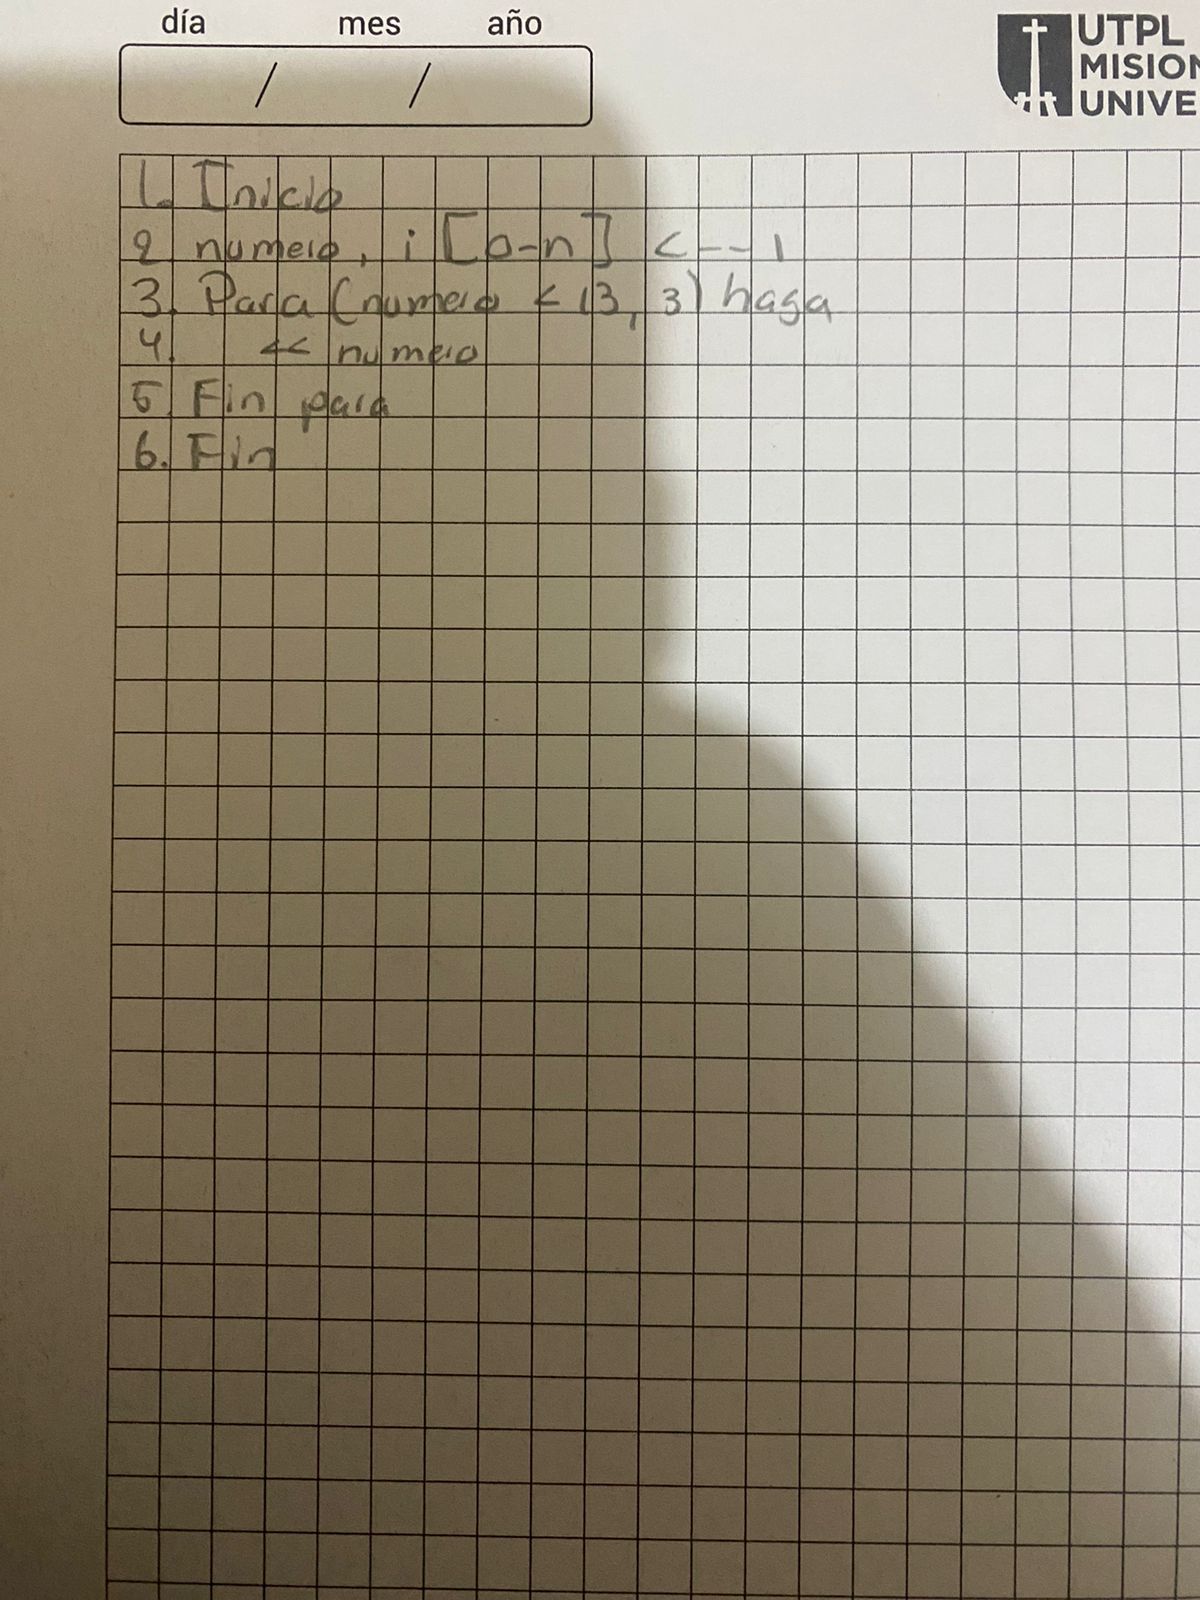 día mes año
/ /
UTPL
MISION
UNIVE
1. Inicio
2 numero, i [0-n] <--1
3. Para (numero < 13, 3) haga
4. << numero
5. Fin para
6. Fin